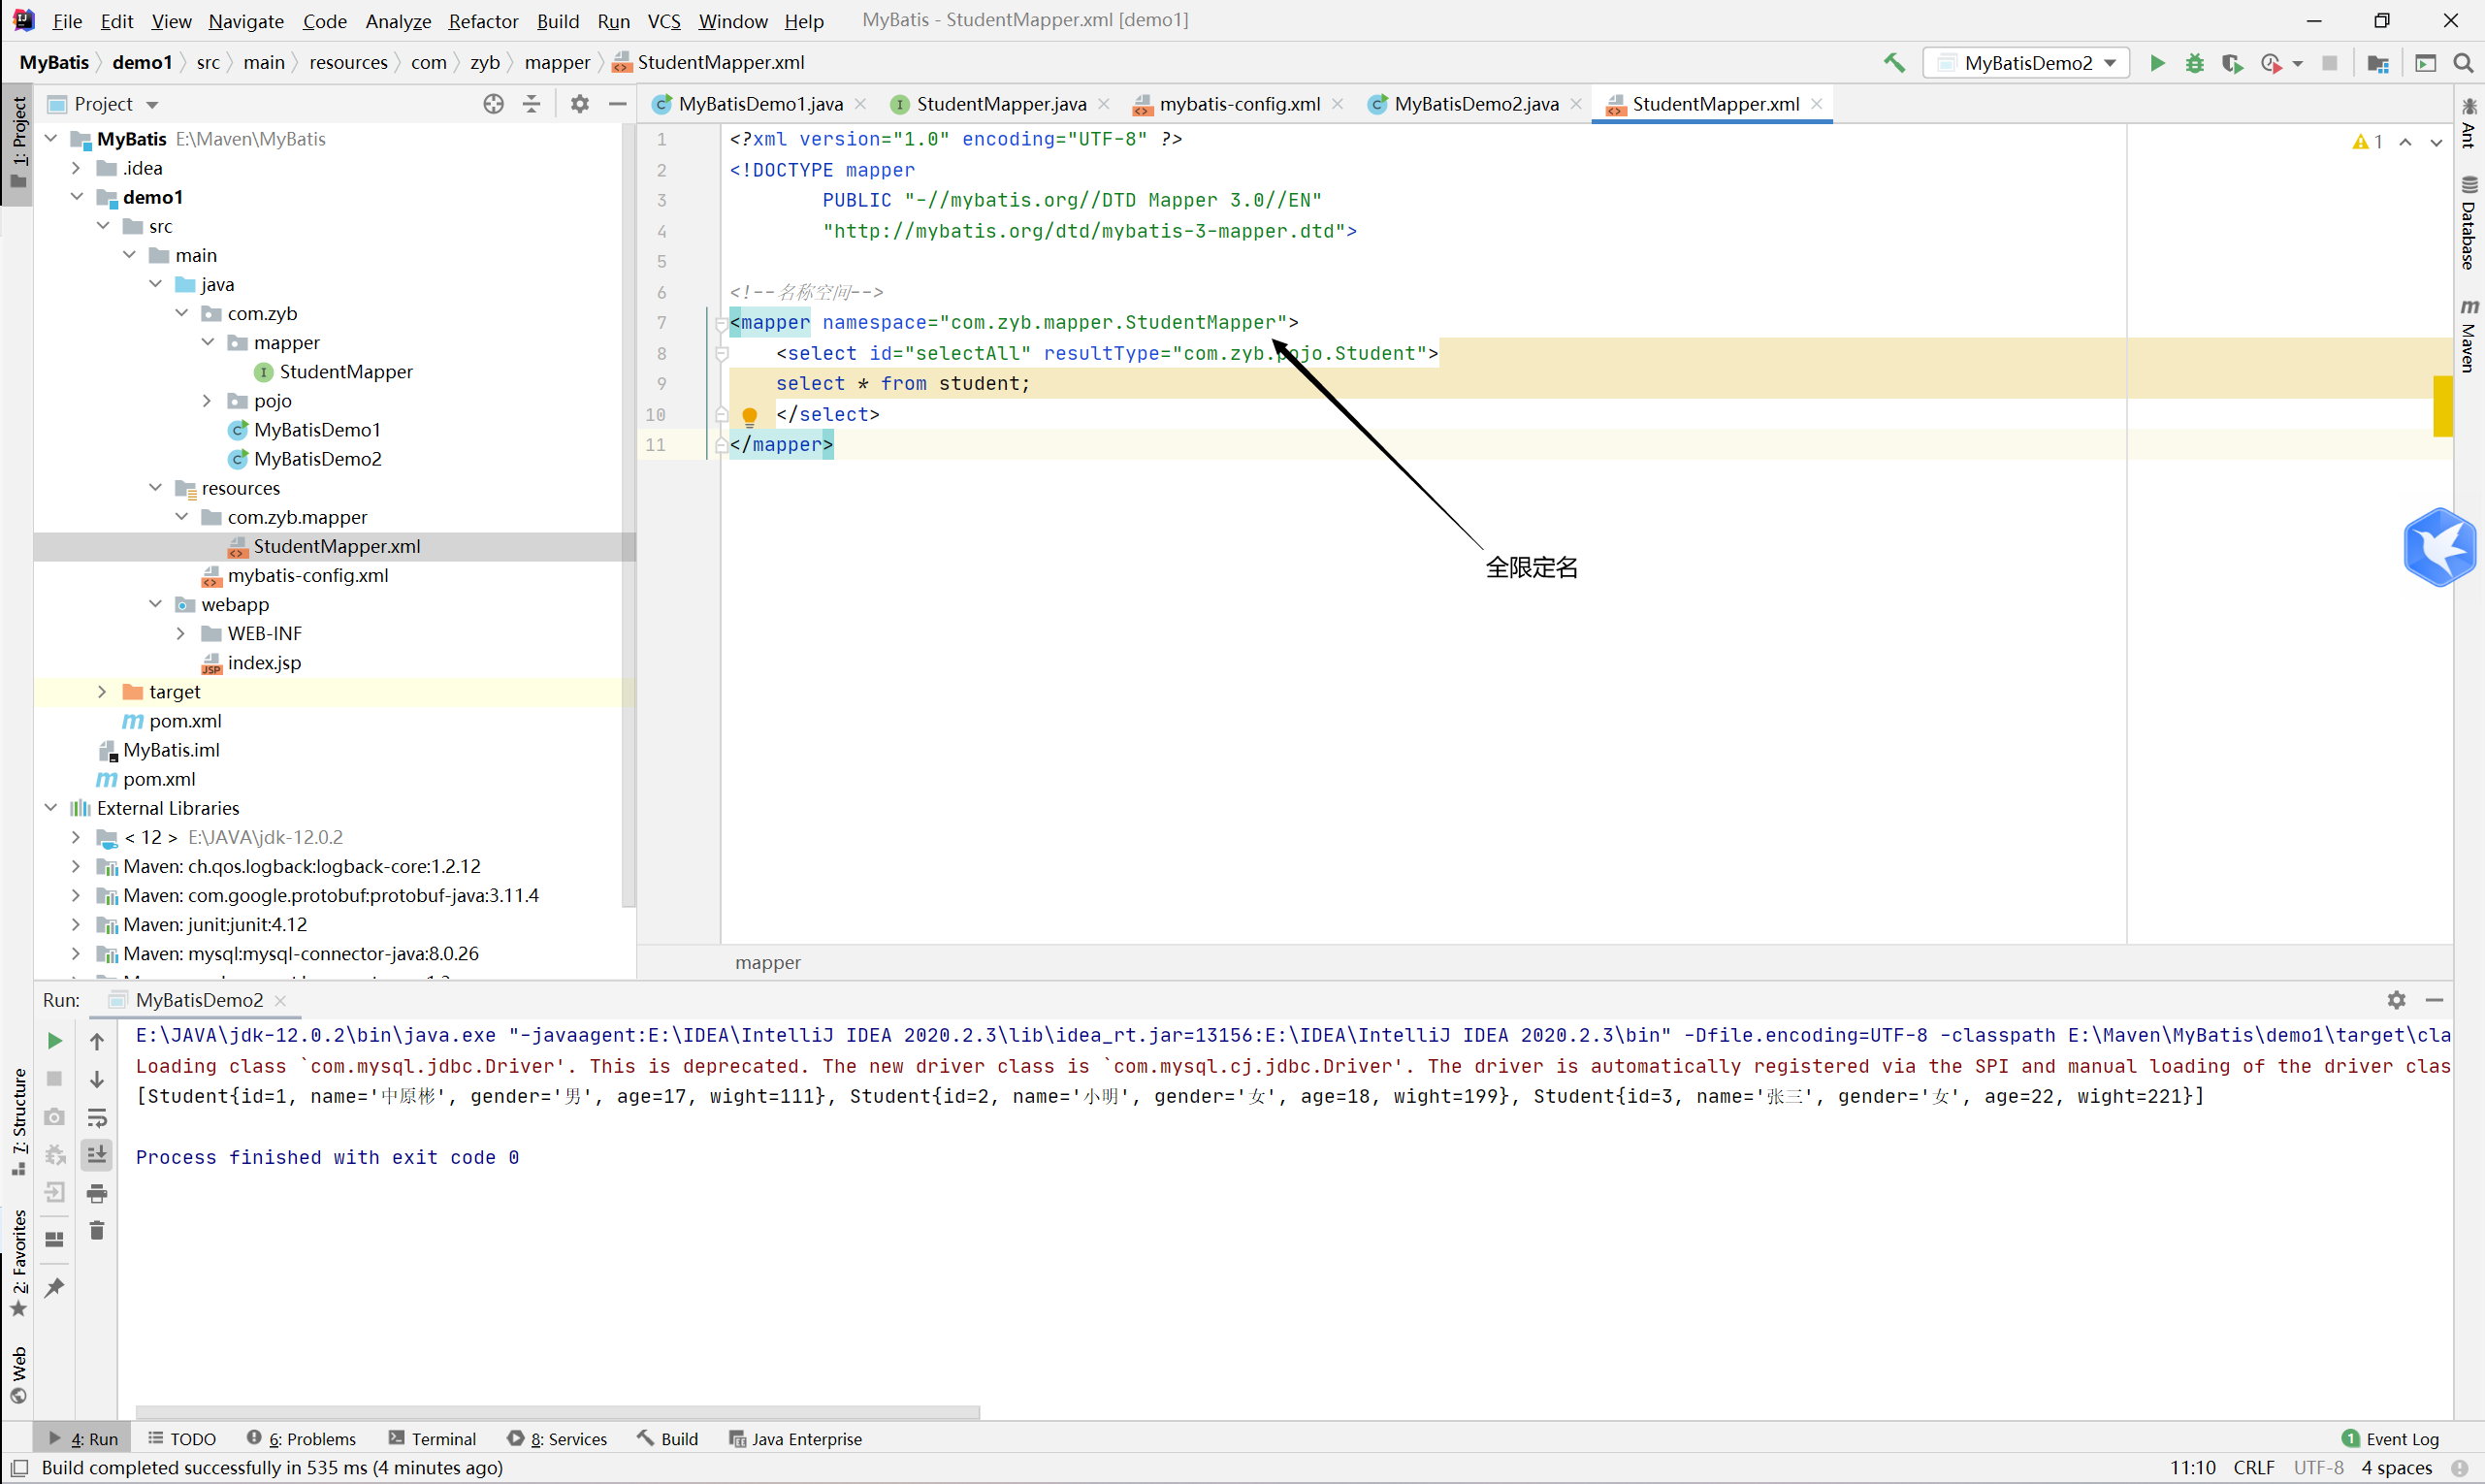 File Edit View Navigate Code Analyze Refactor Build Run VCS Window Help MyBatis - StudentMapper.xml [demo1]
MyBatis demo1 src main resources com zyb mapper StudentMapper.xml MyBatisDemo2
Project MyBatisDemo1.java StudentMapper.java mybatis-config.xml MyBatisDemo2.java StudentMapper.xml
1: Project
MyBatis E:\Maven\MyBatis
.idea
demo1
src
main
java
com.zyb
mapper
StudentMapper
pojo
MyBatisDemo1
MyBatisDemo2
resources
com.zyb.mapper
StudentMapper.xml
mybatis-config.xml
webapp
WEB-INF
index.jsp
target
pom.xml
MyBatis.iml
pom.xml
External Libraries
< 12 > E:\JAVA\jdk-12.0.2
Maven: ch.qos.logback:logback-core:1.2.12
Maven: com.google.protobuf:protobuf-java:3.11.4
Maven: junit:junit:4.12
Maven: mysql:mysql-connector-java:8.0.26
1 <?xml version="1.0" encoding="UTF-8" ?>
2 <!DOCTYPE mapper
3 PUBLIC "-//mybatis.org//DTD Mapper 3.0//EN"
4 "http://mybatis.org/dtd/mybatis-3-mapper.dtd">
5
6 <!--名称空间-->
7 <mapper namespace="com.zyb.mapper.StudentMapper">
8 <select id="selectAll" resultType="com.zyb.pojo.Student">
9 select * from student;
10 </select>
11 </mapper>
1
全限定名
mapper
Ant
Database
m Maven
Run: MyBatisDemo2
E:\JAVA\jdk-12.0.2\bin\java.exe "-javaagent:E:\IDEA\IntelliJ IDEA 2020.2.3\lib\idea_rt.jar=13156:E:\IDEA\IntelliJ IDEA 2020.2.3\bin" -Dfile.encoding=UTF-8 -classpath E:\Maven\MyBatis\demo1\target\cla
Loading class `com.mysql.jdbc.Driver'. This is deprecated. The new driver class is `com.mysql.cj.jdbc.Driver'. The driver is automatically registered via the SPI and manual loading of the driver clas
[Student{id=1, name='中原彬', gender='男', age=17, wight=111}, Student{id=2, name='小明', gender='女', age=18, wight=199}, Student{id=3, name='张三', gender='女', age=22, wight=221}]
Process finished with exit code 0
7: Structure
2: Favorites
Web
4: Run TODO 6: Problems Terminal 8: Services Build Java Enterprise 1 Event Log
Build completed successfully in 535 ms (4 minutes ago) 11:10 CRLF UTF-8 4 spaces